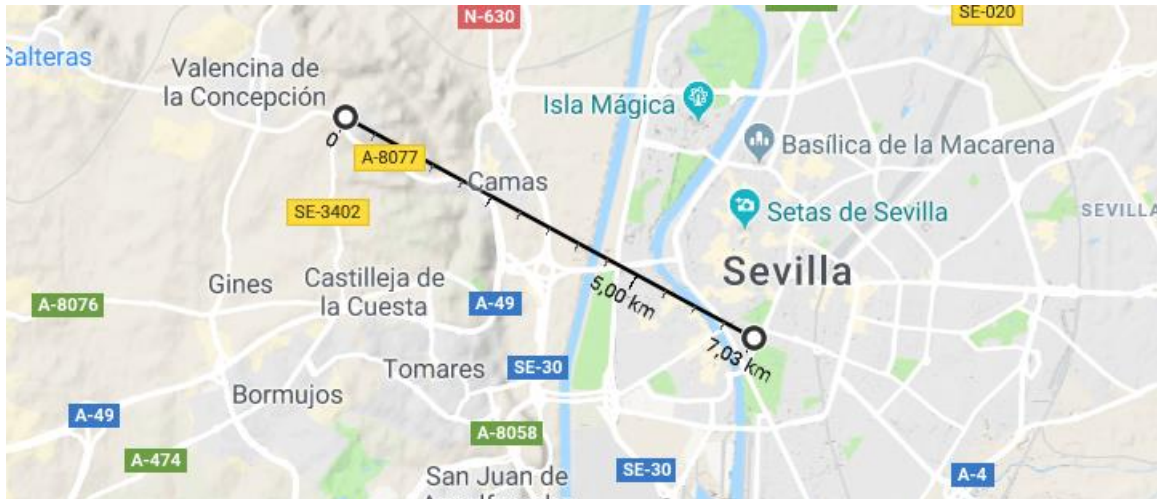 N-630
SE-020
Salteras
Valencina de
la Concepción
Isla Mágica
0
A-8077
Basílica de la Macarena
Camas
SE-3402
Setas de Sevilla
SEVILLA
Gines
Castilleja de
la Cuesta
Sevilla
A-8076
A-49
5,00 km
7,03 km
Tomares
SE-30
Bormujos
A-49
A-8058
A-474
San Juan de
SE-30
A-4